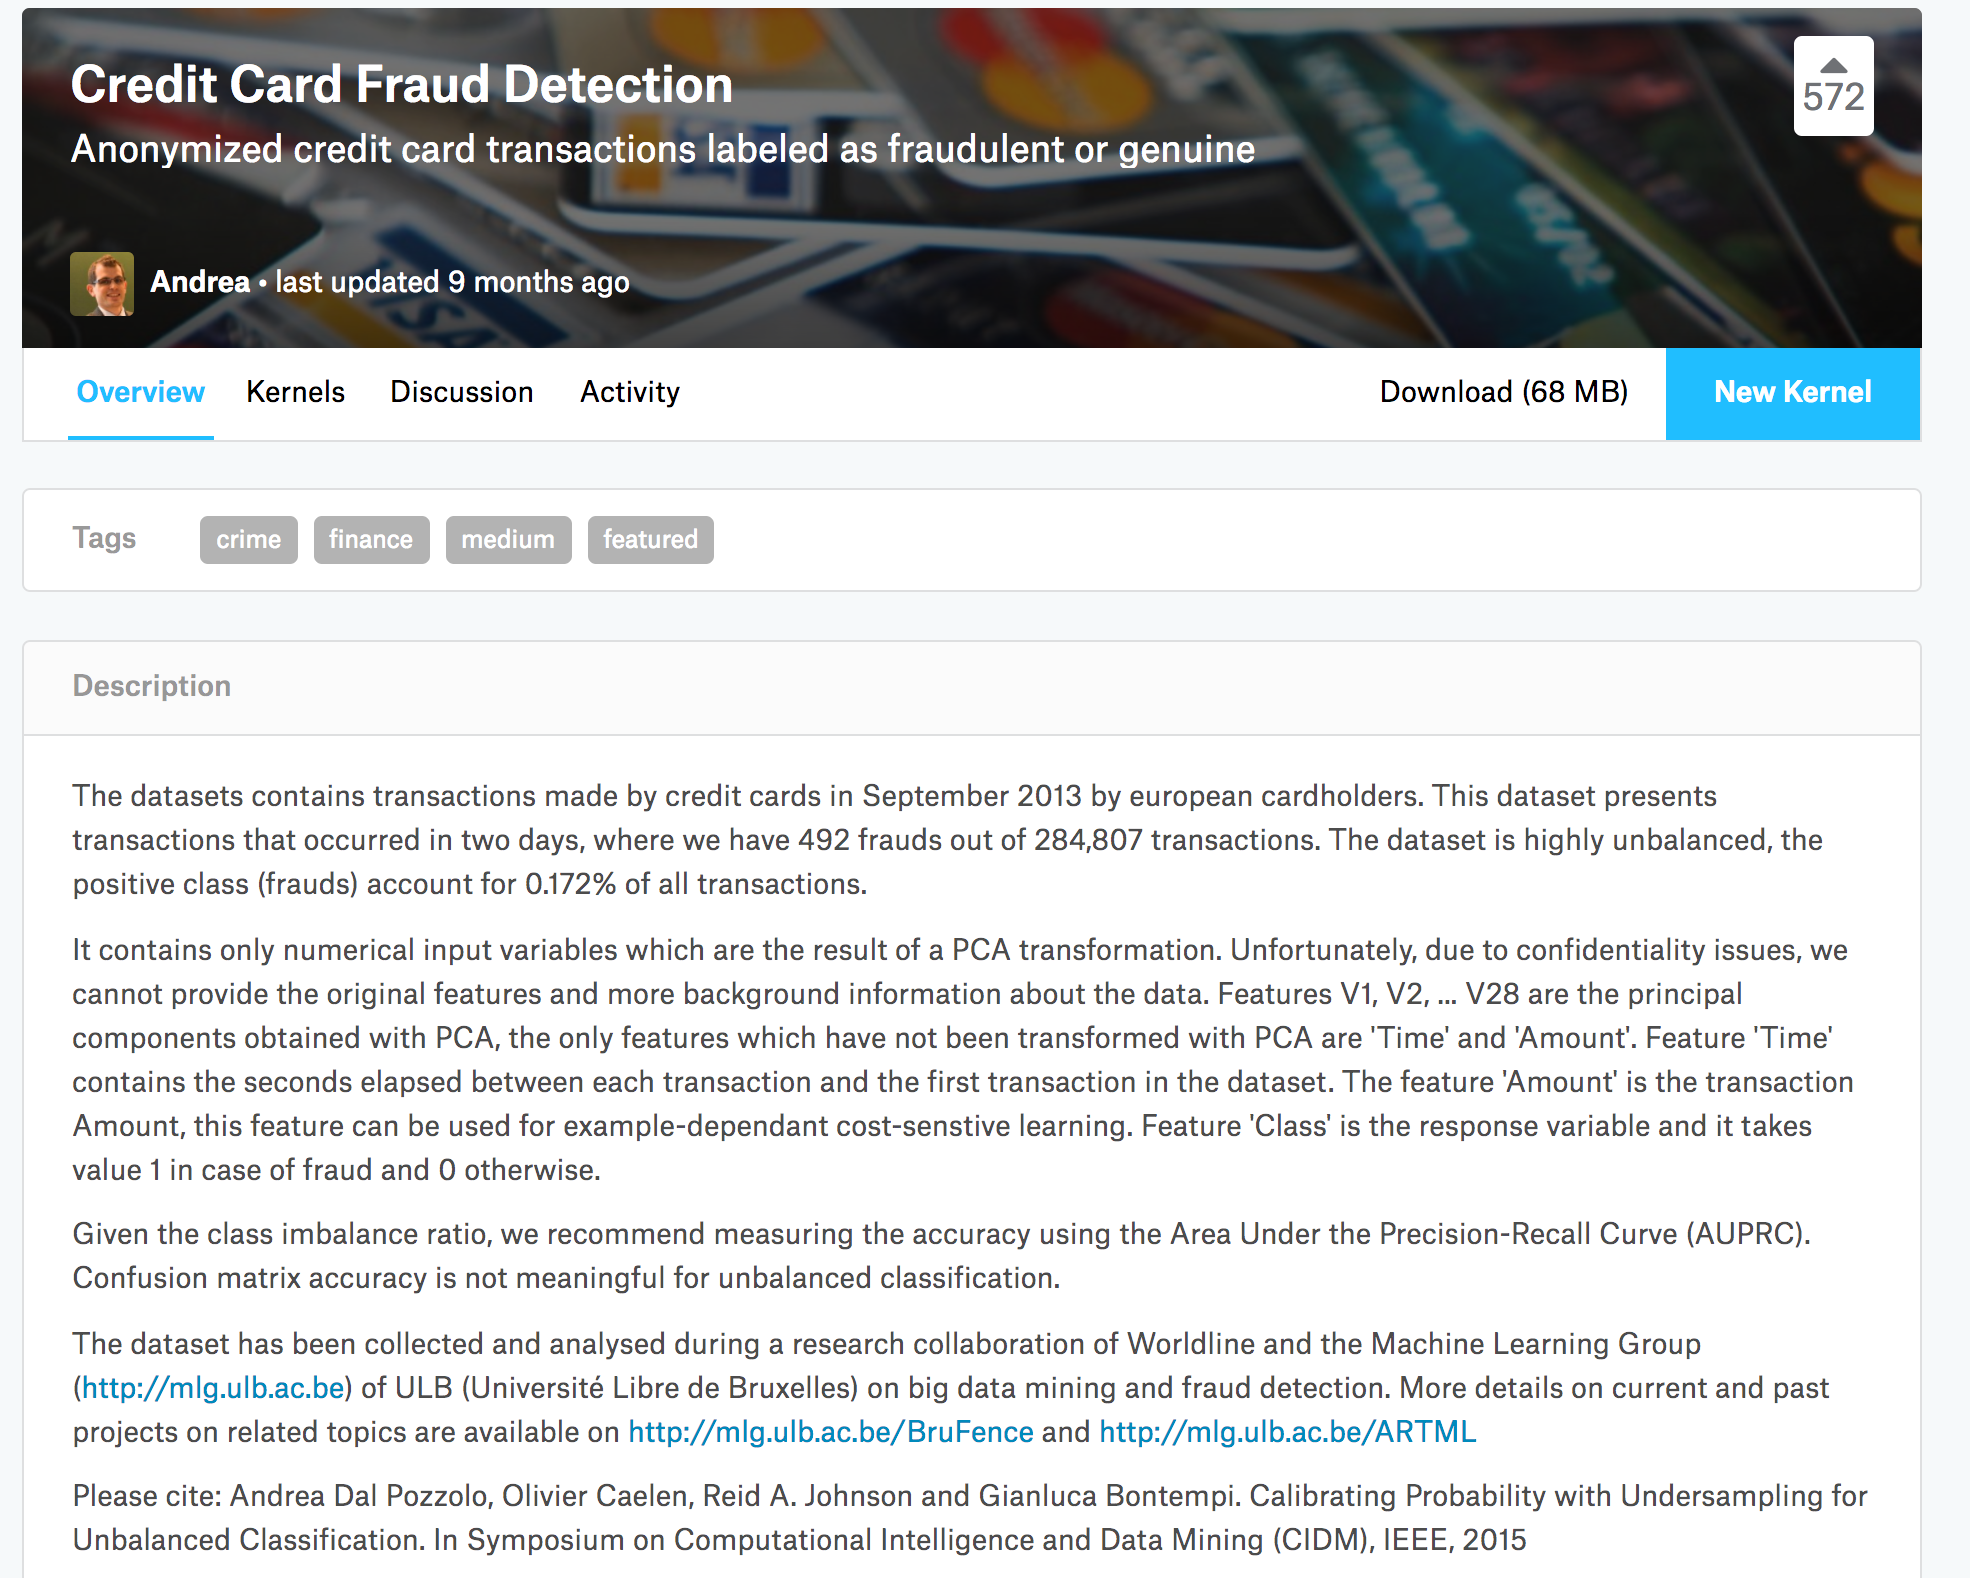 Credit Card Fraud Detection
572
Anonymized credit card transactions labeled as fraudulent or genuine
Andrea • last updated 9 months ago
VISA
Overview Kernels Discussion Activity Download (68 MB) New Kernel
Tags crime finance medium featured
Description
The datasets contains transactions made by credit cards in September 2013 by european cardholders. This dataset presents
transactions that occurred in two days, where we have 492 frauds out of 284,807 transactions. The dataset is highly unbalanced, the
positive class (frauds) account for 0.172% of all transactions.
It contains only numerical input variables which are the result of a PCA transformation. Unfortunately, due to confidentiality issues, we
cannot provide the original features and more background information about the data. Features V1, V2, ... V28 are the principal
components obtained with PCA, the only features which have not been transformed with PCA are 'Time' and 'Amount'. Feature 'Time'
contains the seconds elapsed between each transaction and the first transaction in the dataset. The feature 'Amount' is the transaction
Amount, this feature can be used for example-dependant cost-senstive learning. Feature 'Class' is the response variable and it takes
value 1 in case of fraud and 0 otherwise.
Given the class imbalance ratio, we recommend measuring the accuracy using the Area Under the Precision-Recall Curve (AUPRC).
Confusion matrix accuracy is not meaningful for unbalanced classification.
The dataset has been collected and analysed during a research collaboration of Worldline and the Machine Learning Group
(http://mlg.ulb.ac.be) of ULB (Université Libre de Bruxelles) on big data mining and fraud detection. More details on current and past
projects on related topics are available on http://mlg.ulb.ac.be/BruFence and http://mlg.ulb.ac.be/ARTML
Please cite: Andrea Dal Pozzolo, Olivier Caelen, Reid A. Johnson and Gianluca Bontempi. Calibrating Probability with Undersampling for
Unbalanced Classification. In Symposium on Computational Intelligence and Data Mining (CIDM), IEEE, 2015